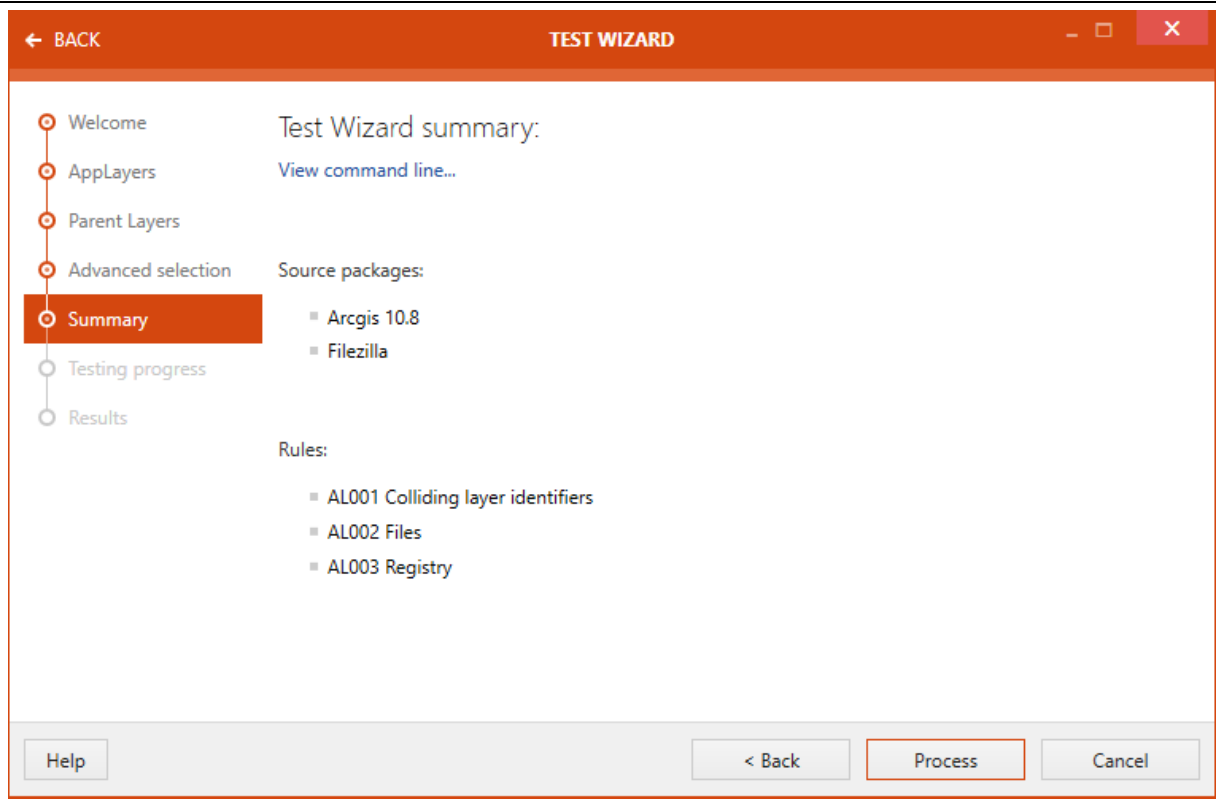 BACK
TEST WIZARD
Welcome
AppLayers
Parent Layers
Advanced selection
Summary
Testing progress
Results
Test Wizard summary:
View command line...
Source packages:
Arcgis 10.8
Filezilla
Rules:
AL001 Colliding layer identifiers
AL002 Files
AL003 Registry
Help
< Back
Process
Cancel